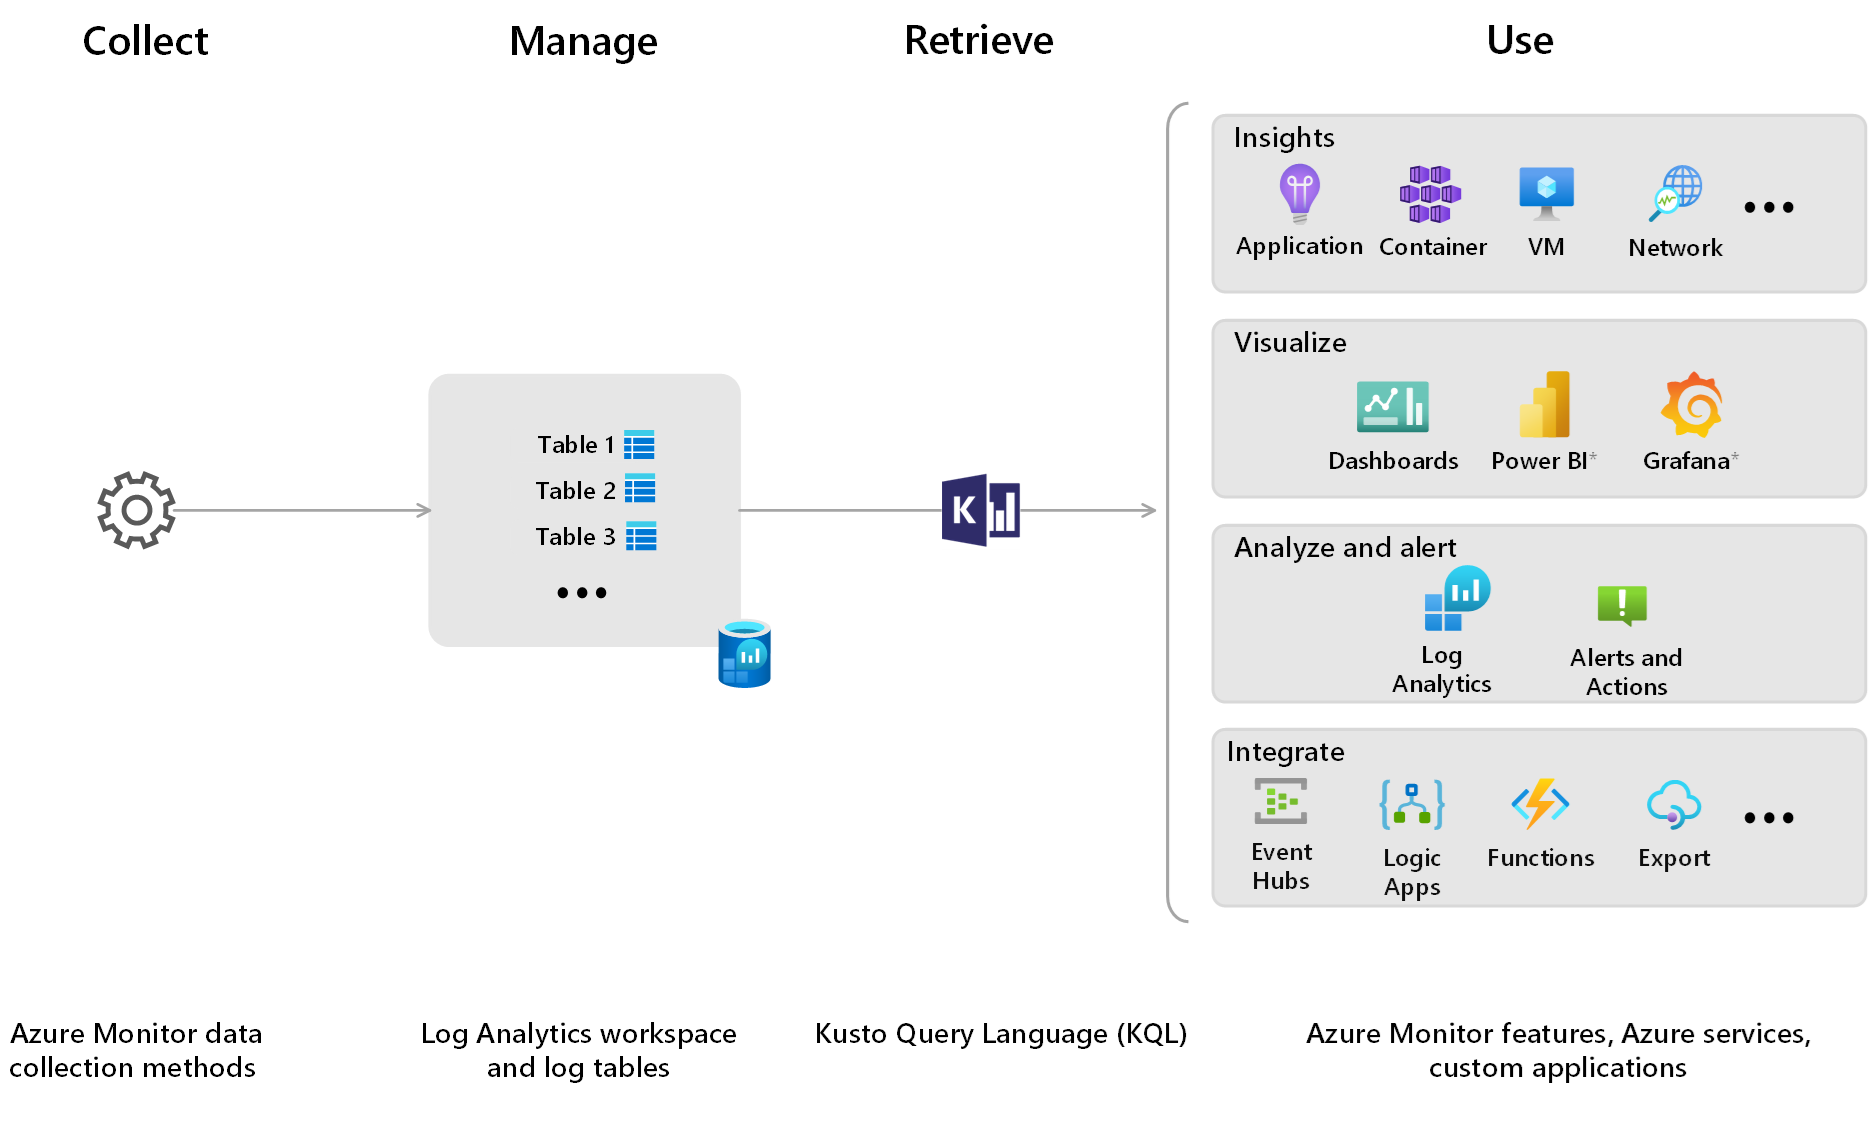 Collect
Manage
Retrieve
Use
Table 1
Table 2
Table 3
•••
K
Insights
Application
Container
VM
Network
•••
Visualize
Dashboards
Power BI*
Grafana*
Analyze and alert
Log
Analytics
Alerts and
Actions
Integrate
Event
Hubs
Logic
Apps
Functions
Export
•••
Azure Monitor data
collection methods
Log Analytics workspace
and log tables
Kusto Query Language (KQL)
Azure Monitor features, Azure services,
custom applications